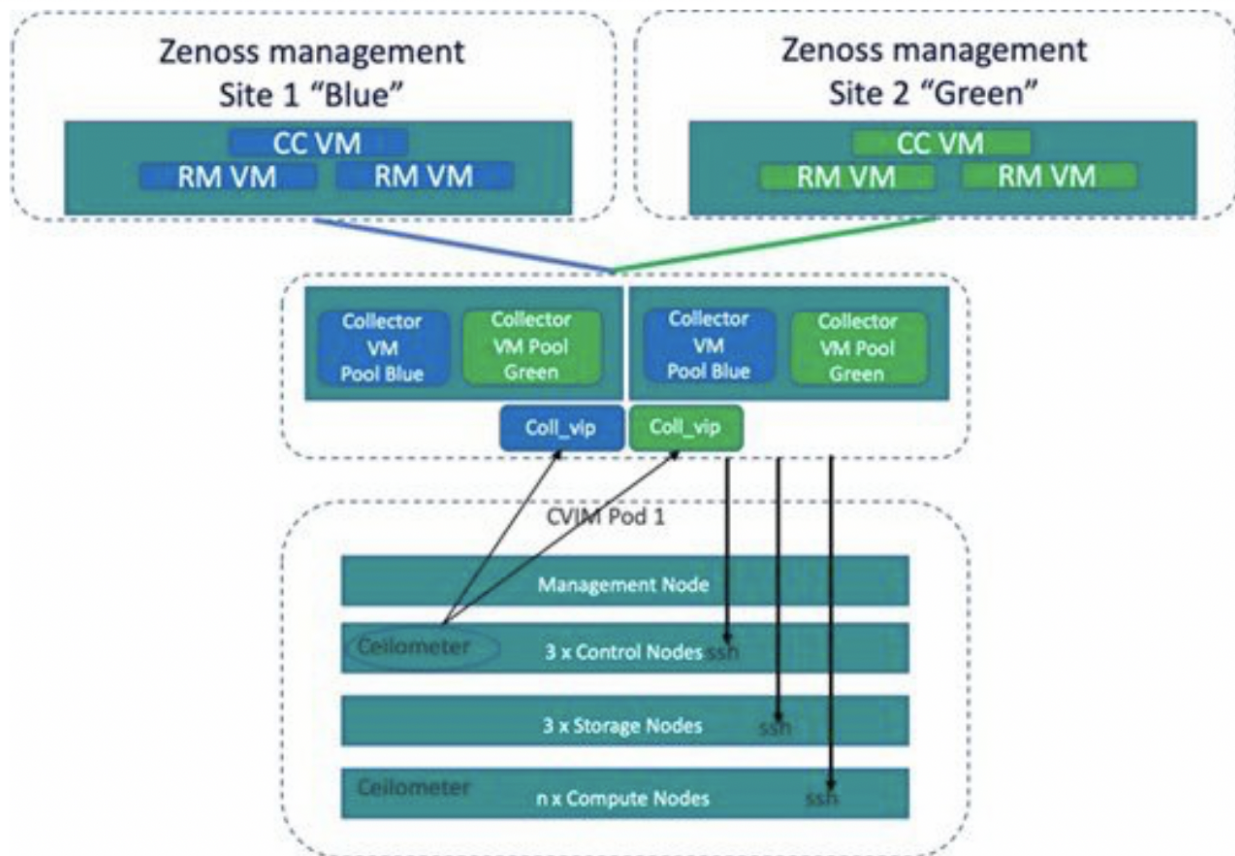 Zenoss management
Site 1 “Blue”
CC VM
RM VM
RM VM
Zenoss management
Site 2 “Green”
CC VM
RM VM
RM VM
Collector
VM
Pool Blue
Collector
VM Pool
Green
Collector
VM
Pool Blue
Collector
VM Pool
Green
Coll_vip
Coll_vip
CVIM Pod 1
Management Node
Ceilometer
3 x Control Nodes
ssh
3 x Storage Nodes
ssh
Ceilometer
n x Compute Nodes
ssh